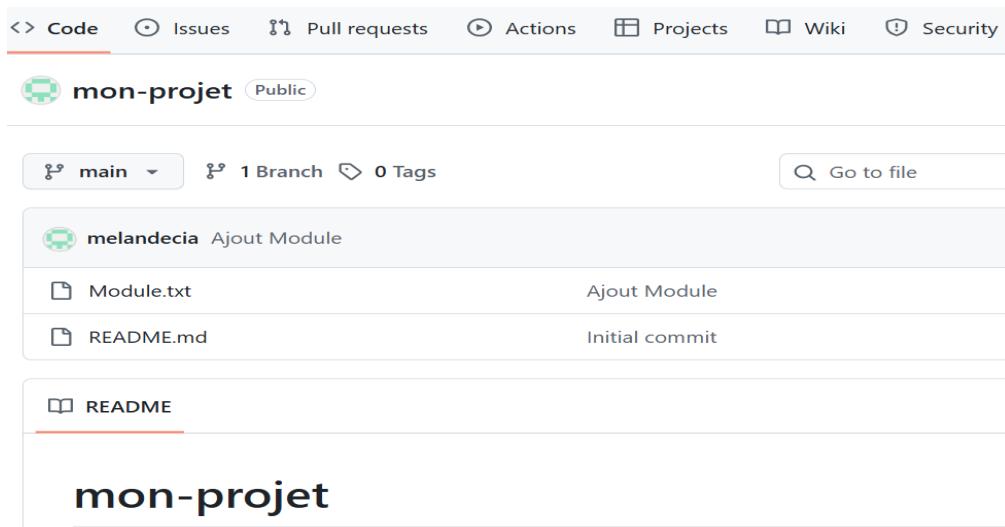 <> Code Issues Pull requests Actions Projects Wiki Security
mon-projet Public
main 1 Branch 0 Tags Go to file
melandecia Ajout Module
Module.txt Ajout Module
README.md Initial commit
README
mon-projet